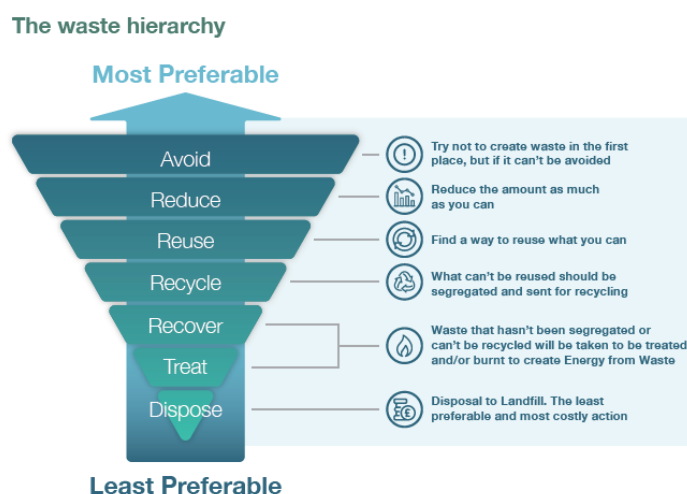 The waste hierarchy
Most Preferable
Avoid
Try not to create waste in the first
place, but if it can't be avoided
Reduce
Reduce the amount as much
as you can
Reuse
Find a way to reuse what you can
Recycle
What can't be reused should be
segregated and sent for recycling
Recover
Treat
Waste that hasn't been segregated or
can't be recycled will be taken to be treated
and/or burnt to create Energy from Waste
Dispose
Disposal to Landfill. The least
preferable and most costly action
Least Preferable